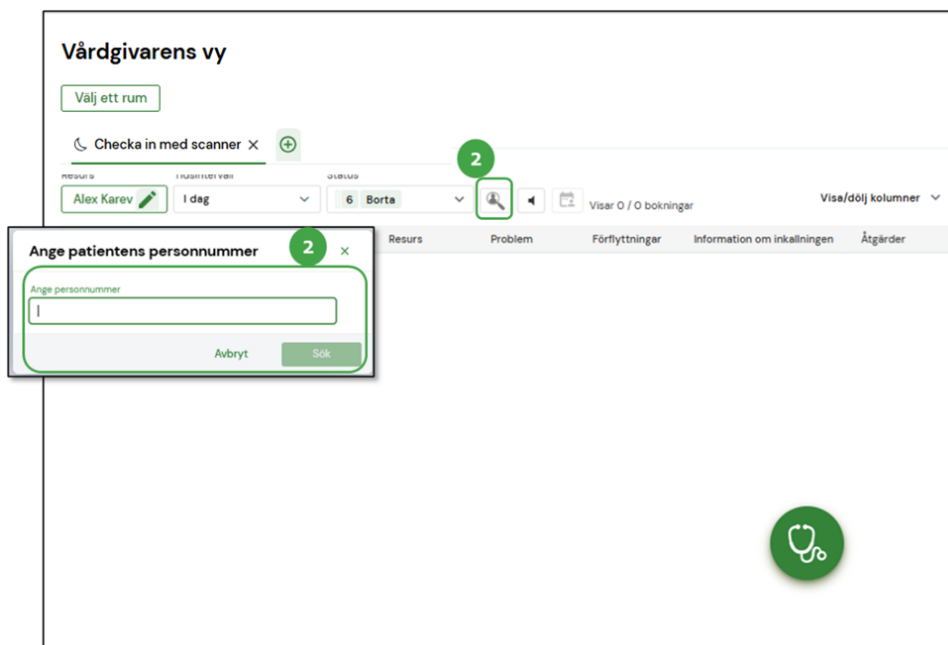 Vårdgivarens vy
Välj ett rum
Checka in med scanner
2
Resurs Tidsintervall Status
Alex Karev I dag 6 Borta Visar 0 / 0 bokningar Visa/dölj kolumner
Resurs Problem Förflyttningar Information om inkallningen Åtgärder
Ange patientens personnummer 2
Ange personnummer
Avbryt Sök